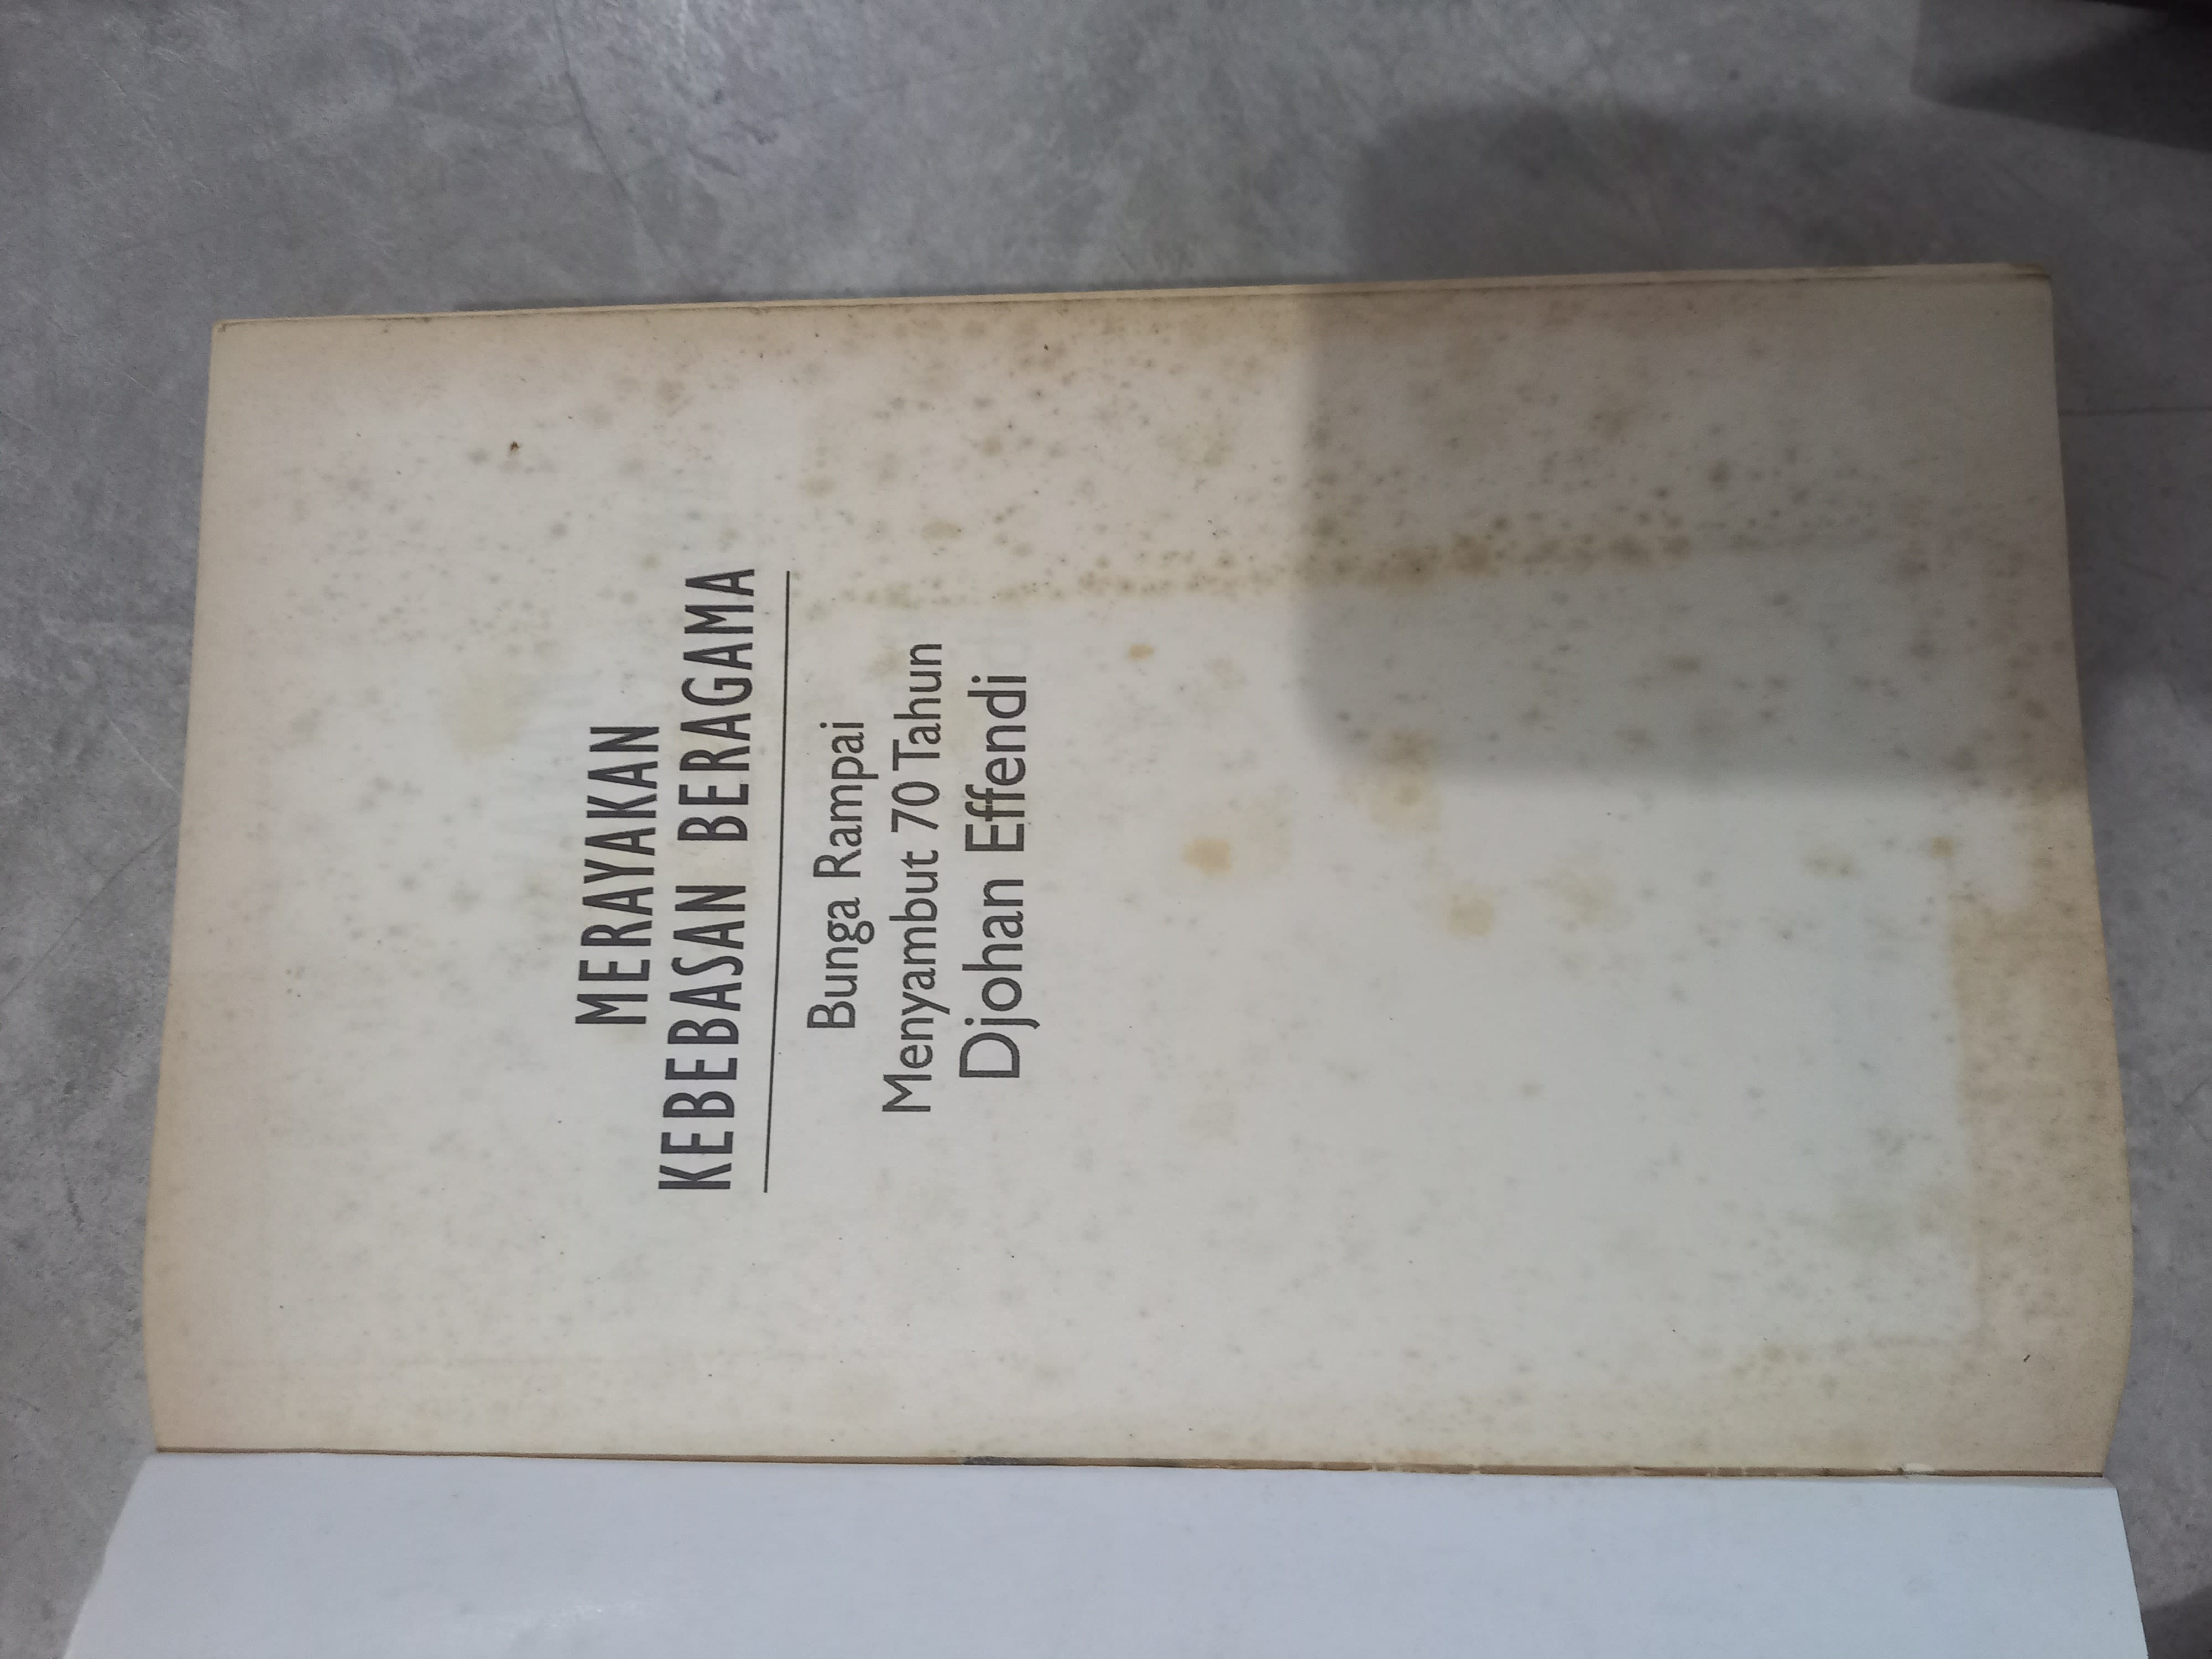 MERAYAKAN
KEBEBASAN BERAGAMA
Bunga Rampai
Menyambut 70 Tahun
Djohan Effendi